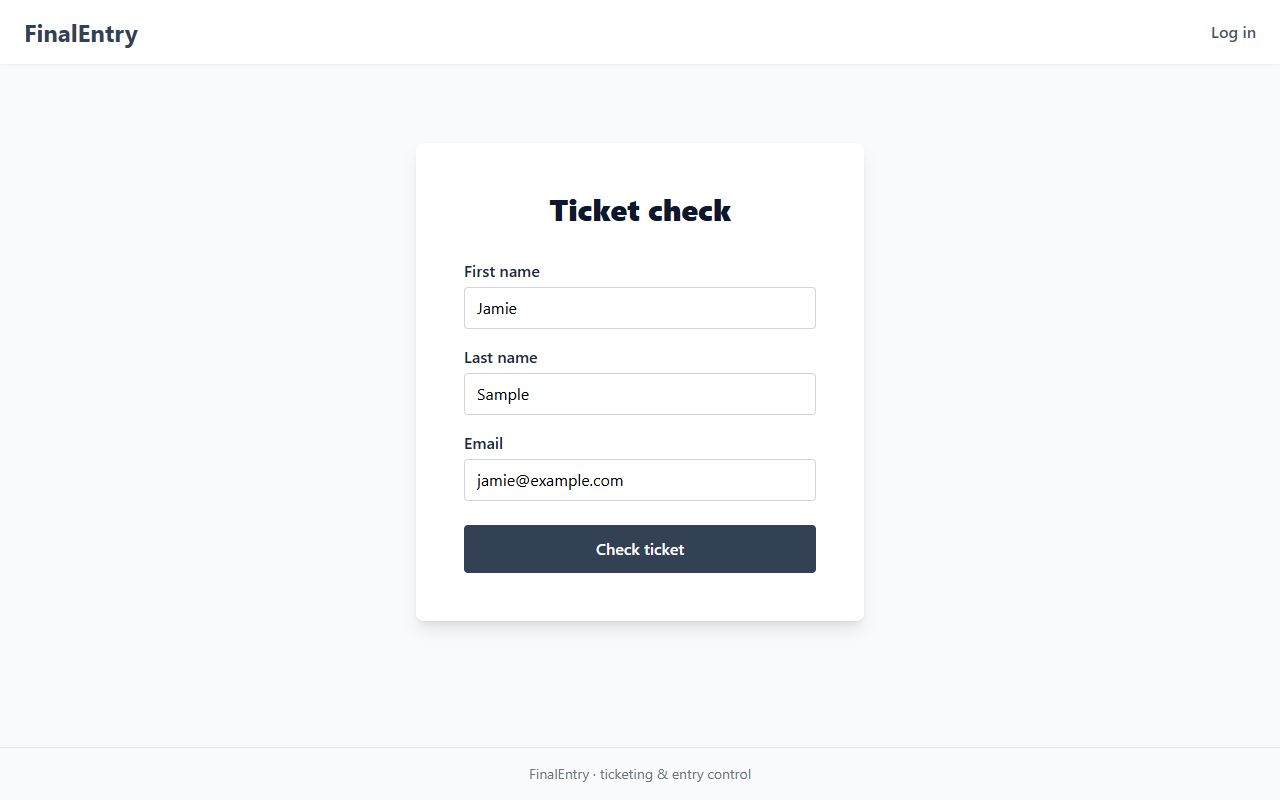 FinalEntry
Log in
Ticket check
First name
Jamie
Last name
Sample
Email
jamie@example.com
Check ticket
FinalEntry · ticketing & entry control